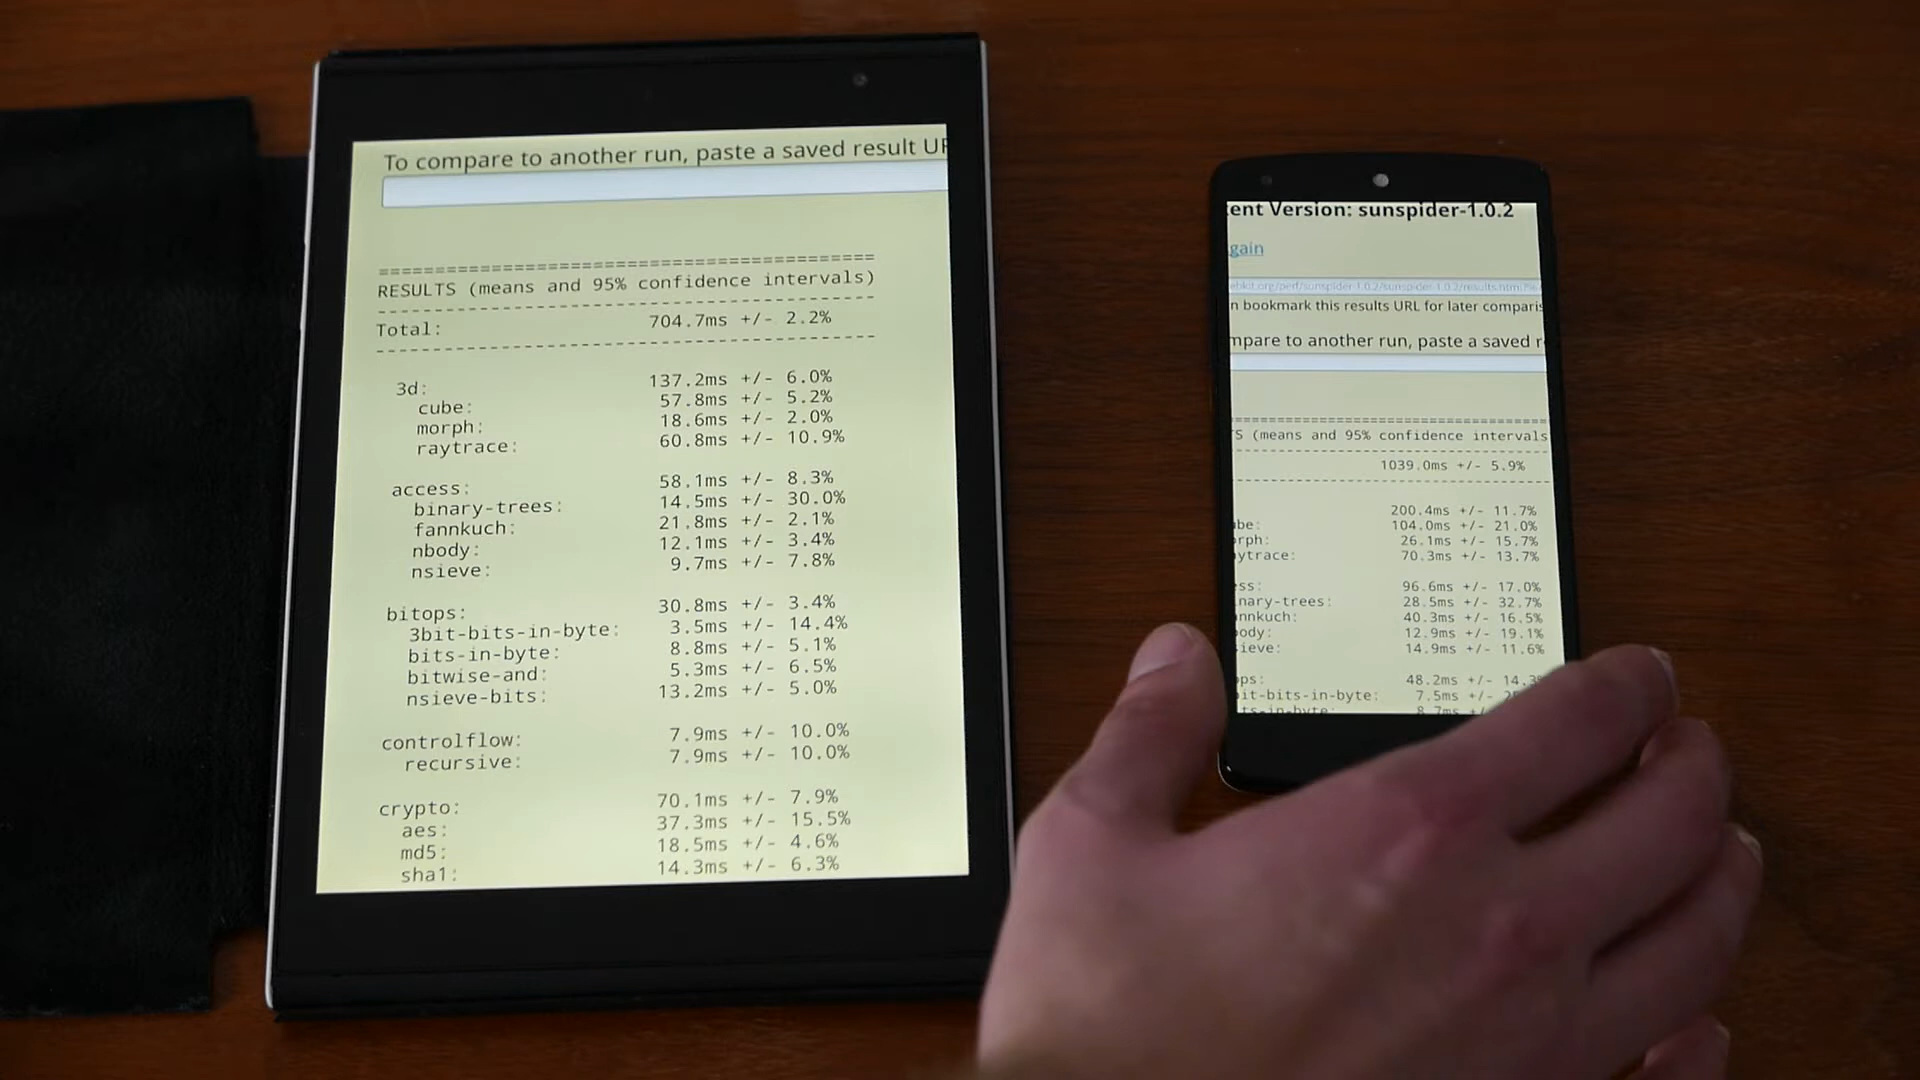 To compare to another run, paste a saved result UR
============================================
RESULTS (means and 95% confidence intervals)
--------------------------------------------
Total: 704.7ms +/- 2.2%
--------------------------------------------
3d: 137.2ms +/- 6.0%
cube: 57.8ms +/- 5.2%
morph: 18.6ms +/- 2.0%
raytrace: 60.8ms +/- 10.9%
access: 58.1ms +/- 8.3%
binary-trees: 14.5ms +/- 30.0%
fannkuch: 21.8ms +/- 2.1%
nbody: 12.1ms +/- 3.4%
nsieve: 9.7ms +/- 7.8%
bitops: 30.8ms +/- 3.4%
3bit-bits-in-byte: 3.5ms +/- 14.4%
bits-in-byte: 8.8ms +/- 5.1%
bitwise-and: 5.3ms +/- 6.5%
nsieve-bits: 13.2ms +/- 5.0%
controlflow: 7.9ms +/- 10.0%
recursive: 7.9ms +/- 10.0%
crypto: 70.1ms +/- 7.9%
aes: 37.3ms +/- 15.5%
md5: 18.5ms +/- 4.6%
sha1: 14.3ms +/- 6.3%
ent Version: sunspider-1.0.2
gain
n bookmark this results URL for later comparis
mpare to another run, paste a saved r
S (means and 95% confidence intervals
1039.0ms +/- 5.9%
200.4ms +/- 11.7%
be: 104.0ms +/- 21.0%
rph: 26.1ms +/- 15.7%
ytrace: 70.3ms +/- 13.7%
ss: 96.6ms +/- 17.0%
nary-trees: 28.5ms +/- 32.7%
nnkuch: 40.3ms +/- 16.5%
ody: 12.9ms +/- 19.1%
ieve: 14.9ms +/- 11.6%
ps: 48.2ms +/- 14.3
it-bits-in-byte: 7.5ms +/-
ts-in-byte: 8.7ms +/